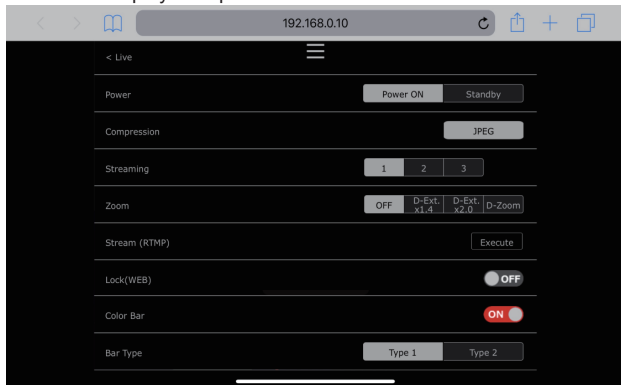 192.168.0.10
< Live
Power Power ON Standby
Compression JPEG
Streaming 1 2 3
Zoom OFF D-Ext. x1.4 D-Ext. x2.0 D-Zoom
Stream (RTMP) Execute
Lock(WEB) OFF
Color Bar ON
Bar Type Type 1 Type 2